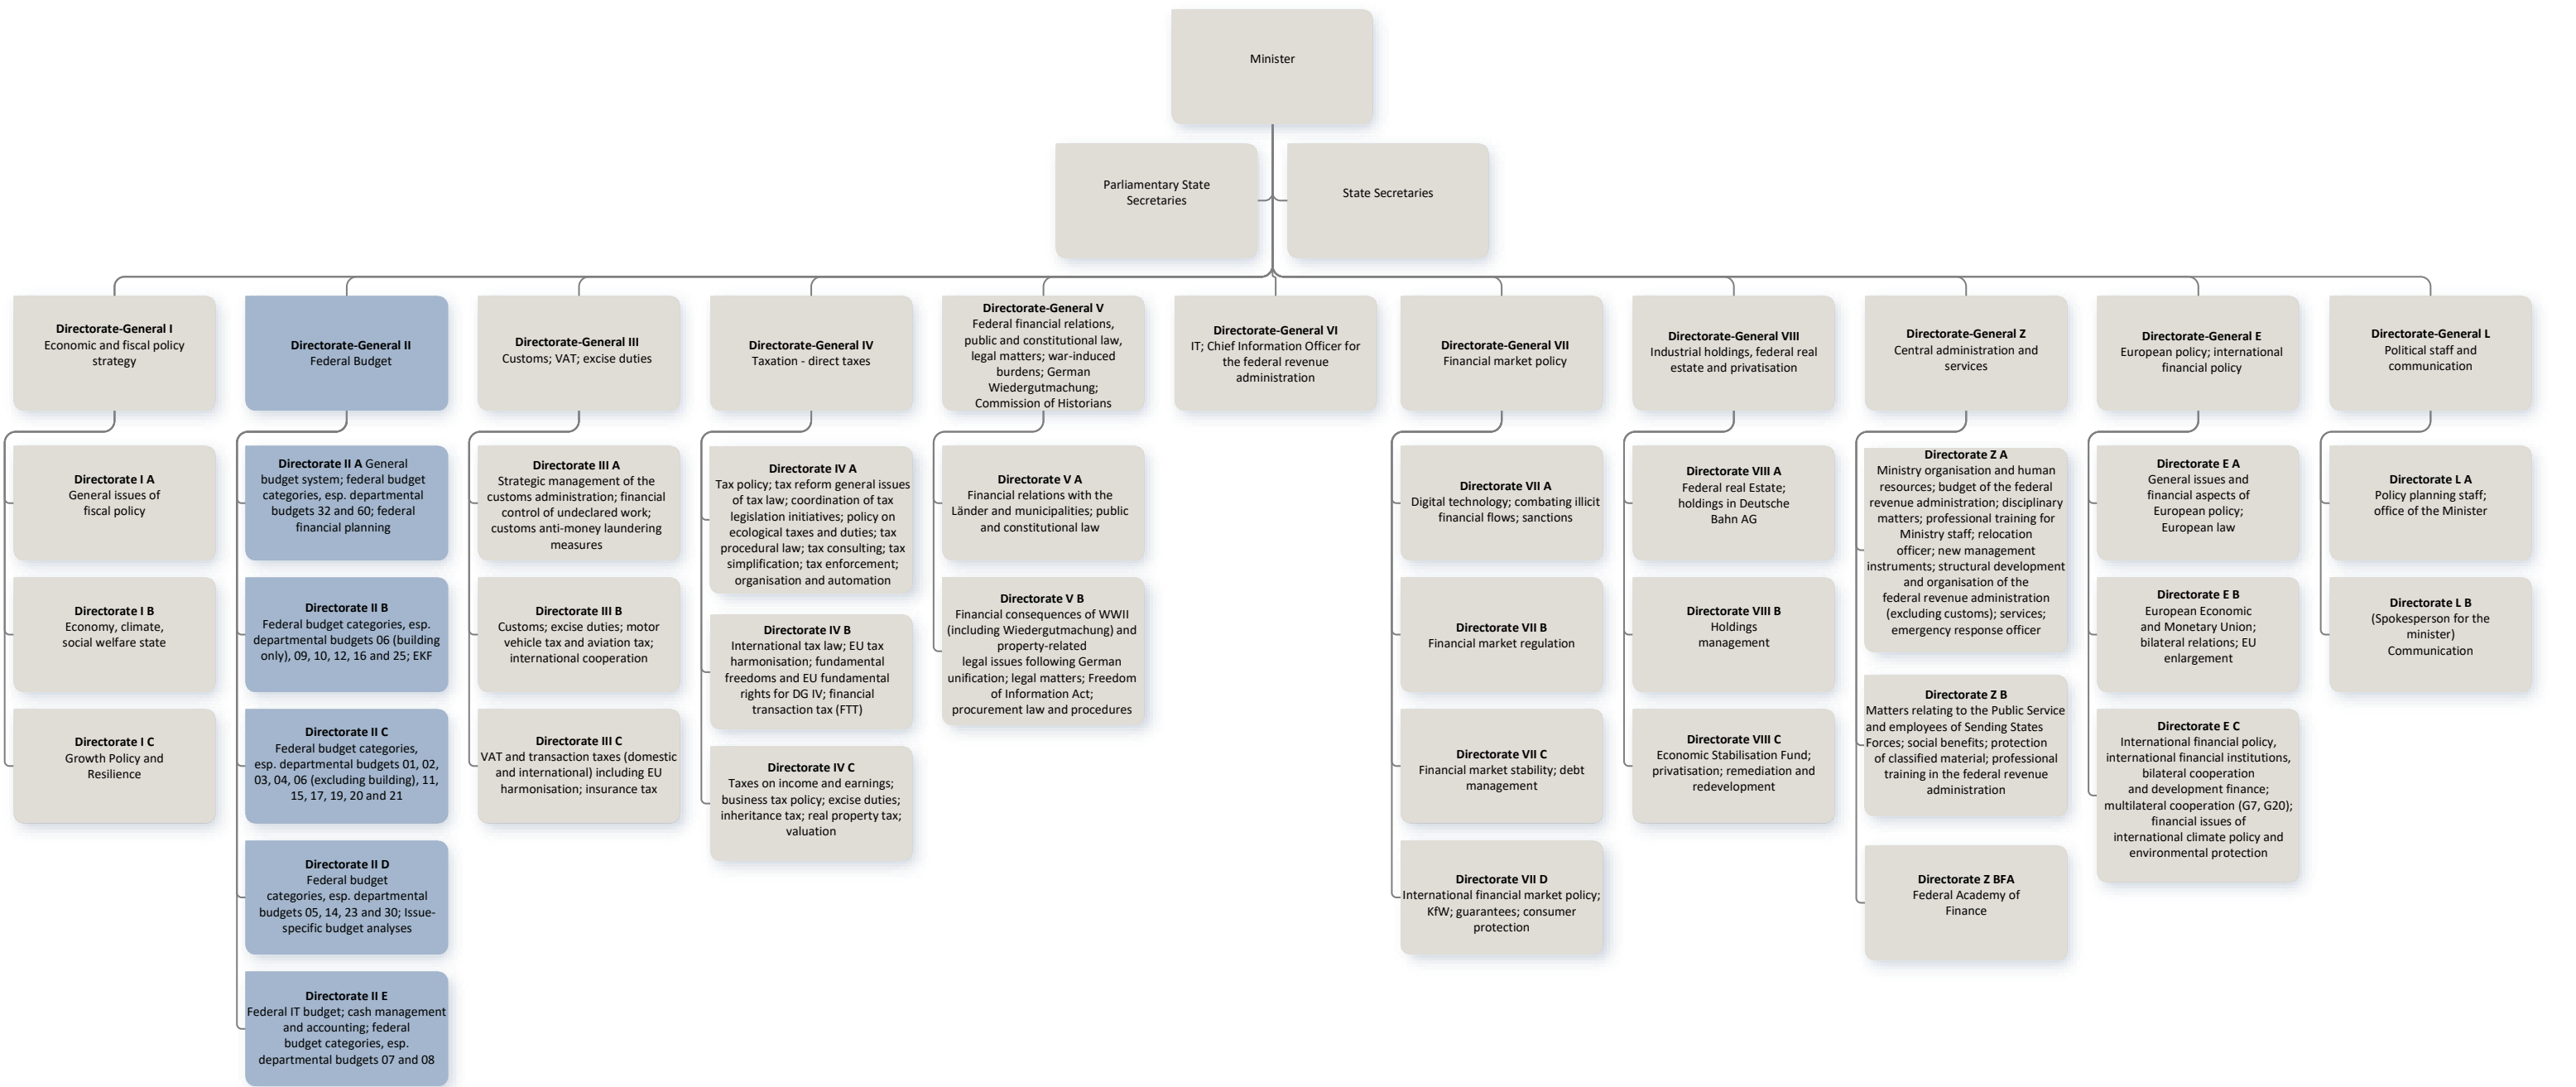 Minister
Parliamentary State
Secretaries
State Secretaries
Directorate-General I
Economic and fiscal policy
strategy
Directorate-General II
Federal Budget
Directorate-General III
Customs; VAT; excise duties
Directorate-General IV
Taxation - direct taxes
Directorate-General V
Federal financial relations,
public and constitutional law,
legal matters; war-induced
burdens; German
Wiedergutmachung;
Commission of Historians
Directorate-General VI
IT; Chief Information Officer for
the federal revenue
administration
Directorate-General VII
Financial market policy
Directorate-General VIII
Industrial holdings, federal real
estate and privatisation
Directorate-General Z
Central administration and
services
Directorate-General E
European policy; international
financial policy
Directorate-General L
Political staff and
communication
Directorate I A
General issues of
fiscal policy
Directorate I B
Economy, climate,
social welfare state
Directorate I C
Growth Policy and
Resilience
Directorate II A General
budget system; federal budget
categories, esp. departmental
budgets 32 and 60; federal
financial planning
Directorate II B
Federal budget categories, esp.
departmental budgets 06 (building
only), 09, 10, 12, 16 and 25; EKF
Directorate II C
Federal budget categories,
esp. departmental budgets 01, 02,
03, 04, 06 (excluding building), 11,
15, 17, 19, 20 and 21
Directorate II D
Federal budget
categories, esp. departmental
budgets 05, 14, 23 and 30; Issue-
specific budget analyses
Directorate II E
Federal IT budget; cash management
and accounting; federal
budget categories, esp.
departmental budgets 07 and 08
Directorate III A
Strategic management of the
customs administration; financial
control of undeclared work;
customs anti-money laundering
measures
Directorate III B
Customs; excise duties; motor
vehicle tax and aviation tax;
international cooperation
Directorate III C
VAT and transaction taxes (domestic
and international) including EU
harmonisation; insurance tax
Directorate IV A
Tax policy; tax reform general issues
of tax law; coordination of tax
legislation initiatives; policy on
ecological taxes and duties; tax
procedural law; tax consulting; tax
simplification; tax enforcement;
organisation and automation
Directorate IV B
International tax law; EU tax
harmonisation; fundamental
freedoms and EU fundamental
rights for DG IV; financial
transaction tax (FTT)
Directorate IV C
Taxes on income and earnings;
business tax policy; excise duties;
inheritance tax; real property tax;
valuation
Directorate V A
Financial relations with the
Länder and municipalities; public
and constitutional law
Directorate V B
Financial consequences of WWII
(including Wiedergutmachung) and
property-related
legal issues following German
unification; legal matters; Freedom
of Information Act;
procurement law and procedures
Directorate VII A
Digital technology; combating illicit
financial flows; sanctions
Directorate VII B
Financial market regulation
Directorate VII C
Financial market stability; debt
management
Directorate VII D
International financial market policy;
KfW; guarantees; consumer
protection
Directorate VIII A
Federal real Estate;
holdings in Deutsche
Bahn AG
Directorate VIII B
Holdings
management
Directorate VIII C
Economic Stabilisation Fund;
privatisation; remediation and
redevelopment
Directorate Z A
Ministry organisation and human
resources; budget of the federal
revenue administration; disciplinary
matters; professional training for
Ministry staff; relocation
officer; new management
instruments; structural development
and organisation of the
federal revenue administration
(excluding customs); services;
emergency response officer
Directorate Z B
Matters relating to the Public Service
and employees of Sending States
Forces; social benefits; protection
of classified material; professional
training in the federal revenue
administration
Directorate Z BFA
Federal Academy of
Finance
Directorate E A
General issues and
financial aspects of
European policy;
European law
Directorate E B
European Economic
and Monetary Union;
bilateral relations; EU
enlargement
Directorate E C
International financial policy,
international financial institutions,
bilateral cooperation
and development finance;
multilateral cooperation (G7, G20);
financial issues of
international climate policy and
environmental protection
Directorate L A
Policy planning staff;
office of the Minister
Directorate L B
(Spokesperson for the
minister)
Communication